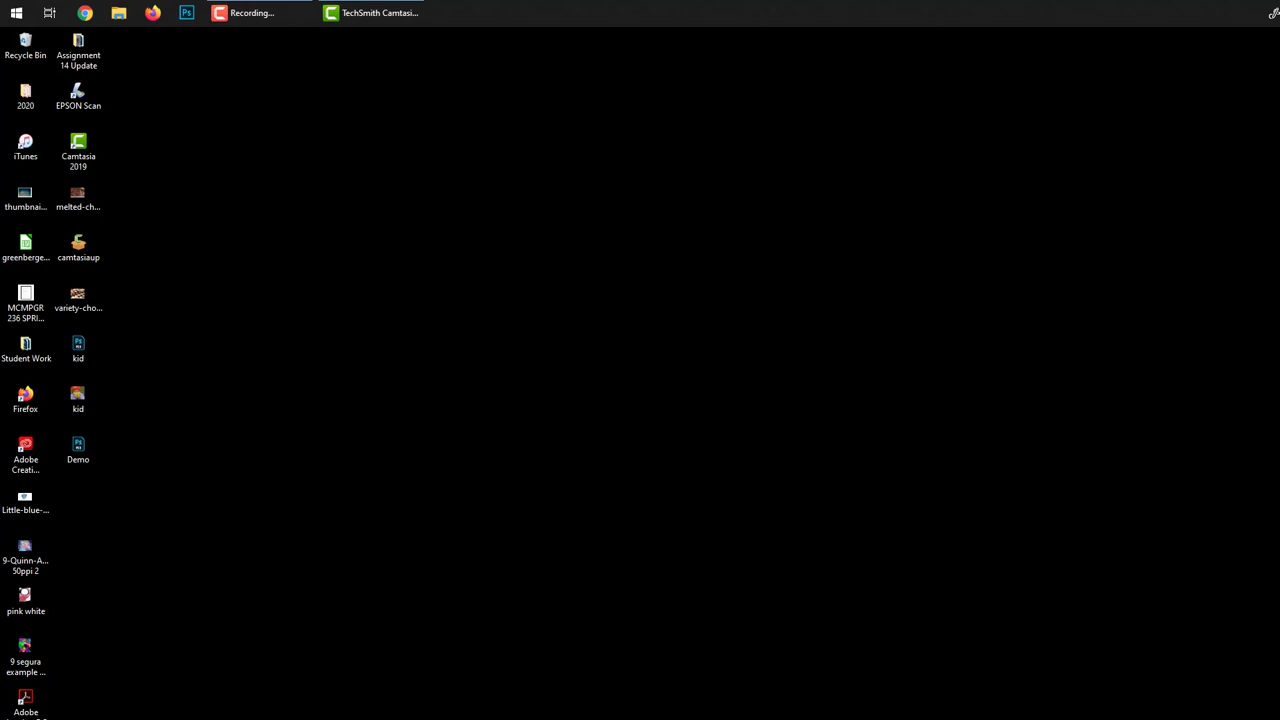 Recording...
TechSmith Camtasi...
Recycle Bin
Assignment
14 Update
2020
EPSON Scan
iTunes
Camtasia
2019
thumbnai...
melted-ch...
greenberge...
camtasiaup
MCMPGR
236 SPRI...
variety-cho...
Student Work
kid
Firefox
kid
Adobe
Creati...
Demo
Little-blue-...
9-Quinn-A...
50ppi 2
pink white
9 segura
example ...
Adobe